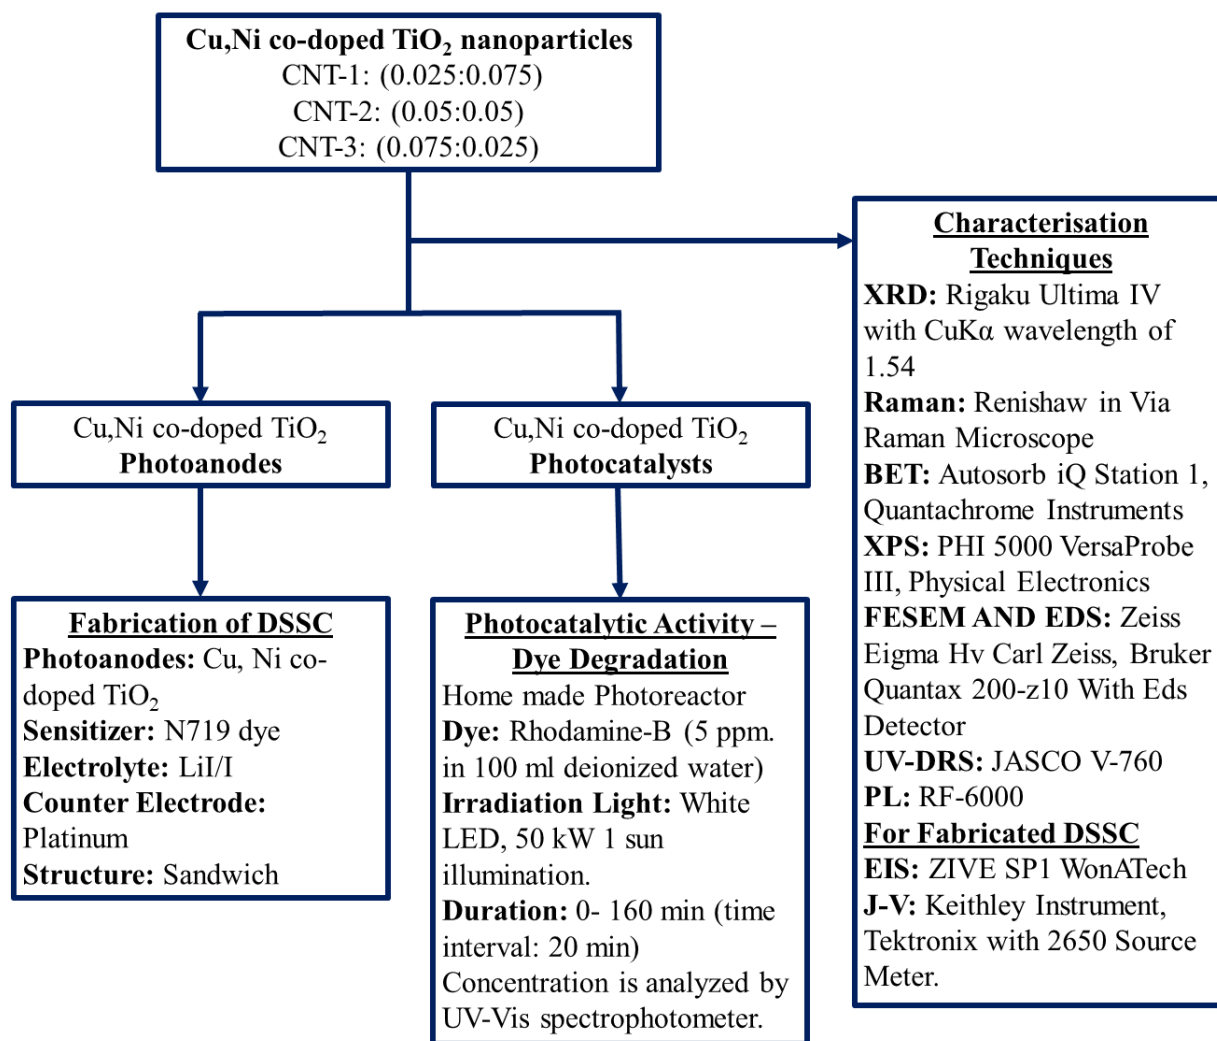 Cu,Ni co-doped TiO₂ nanoparticles
CNT-1: (0.025:0.075)
CNT-2: (0.05:0.05)
CNT-3: (0.075:0.025)
Cu,Ni co-doped TiO₂
Photoanodes
Cu,Ni co-doped TiO₂
Photocatalysts
Fabrication of DSSC
Photoanodes: Cu, Ni co-
doped TiO₂
Sensitizer: N719 dye
Electrolyte: LiI/I
Counter Electrode:
Platinum
Structure: Sandwich
Photocatalytic Activity –
Dye Degradation
Home made Photoreactor
Dye: Rhodamine-B (5 ppm.
in 100 ml deionized water)
Irradiation Light: White
LED, 50 kW 1 sun
illumination.
Duration: 0- 160 min (time
interval: 20 min)
Concentration is analyzed by
UV-Vis spectrophotometer.
Characterisation
Techniques
XRD: Rigaku Ultima IV
with CuKα wavelength of
1.54
Raman: Renishaw in Via
Raman Microscope
BET: Autosorb iQ Station 1,
Quantachrome Instruments
XPS: PHI 5000 VersaProbe
III, Physical Electronics
FESEM AND EDS: Zeiss
Eigma Hv Carl Zeiss, Bruker
Quantax 200-z10 With Eds
Detector
UV-DRS: JASCO V-760
PL: RF-6000
For Fabricated DSSC
EIS: ZIVE SP1 WonATech
J-V: Keithley Instrument,
Tektronix with 2650 Source
Meter.